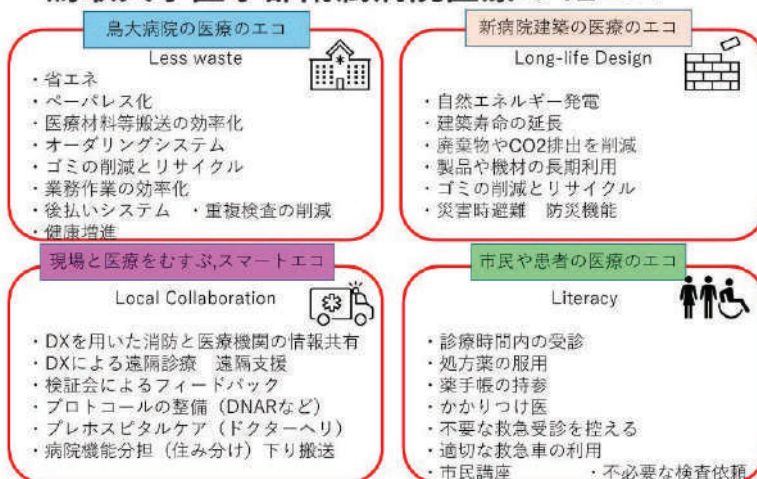 鳥大病院の医療のエコ
Less waste
・省エネ
・ペーパレス化
・医療材料等搬送の効率化
・オーダリングシステム
・ゴミの削減とリサイクル
・業務作業の効率化
・後払いシステム ・重複検査の削減
・健康増進
新病院建築の医療のエコ
Long-life Design
・自然エネルギー発電
・建築寿命の延長
・廃棄物やCO2排出を削減
・製品や機材の長期利用
・ゴミの削減とリサイクル
・災害時避難 防災機能
現場と医療をむすぶ,スマートエコ
Local Collaboration
・DXを用いた消防と医療機関の情報共有
・DXによる遠隔診療 遠隔支援
・検証会によるフィードバック
・プロトコールの整備（DNARなど）
・プレホスピタルケア（ドクターヘリ）
・病院機能分担（住み分け）下り搬送
市民や患者の医療のエコ
Literacy
・診療時間内の受診
・処方薬の服用
・薬手帳の持参
・かかりつけ医
・不要な救急受診を控える
・適切な救急車の利用
・市民講座 ・不必要な検査依頼